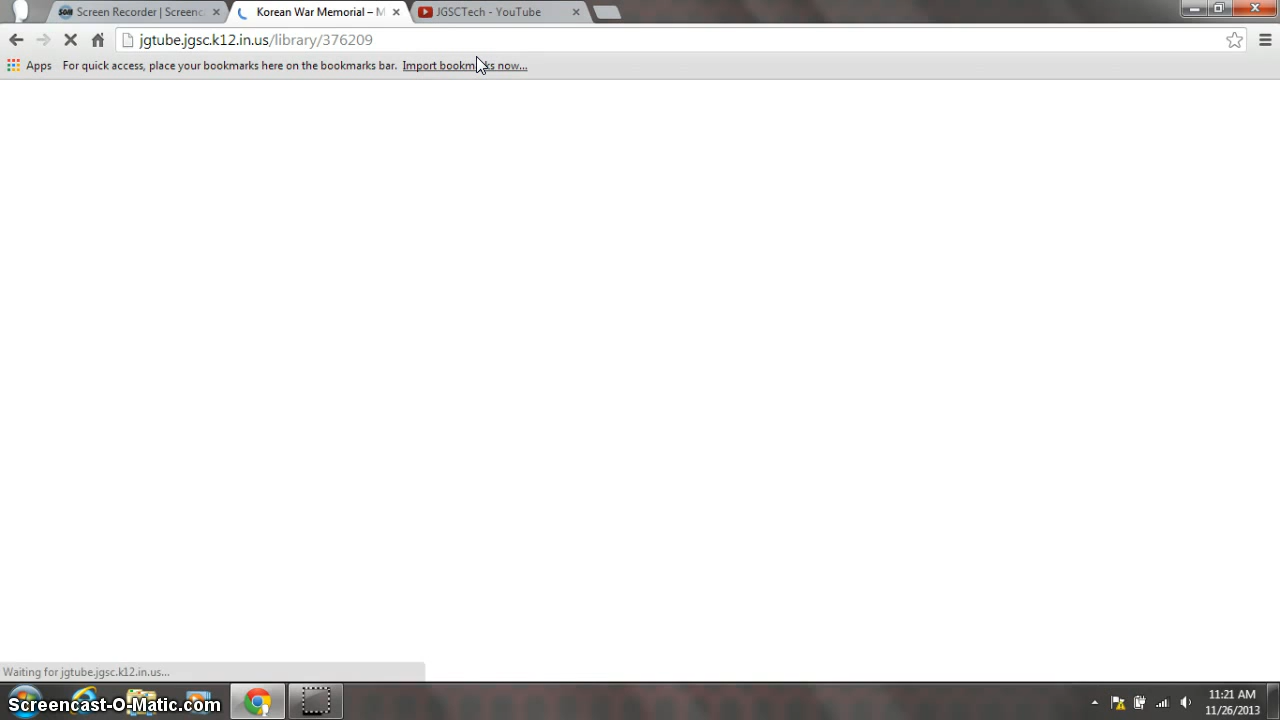 Screen Recorder | Screenc
Korean War Memorial – M
JGSCTech - YouTube
jgtube.jgsc.k12.in.us/library/376209
Apps
For quick access, place your bookmarks here on the bookmarks bar. Import bookmarks now...
Waiting for jgtube.jgsc.k12.in.us...
Screencast-O-Matic.com
11:21 AM
11/26/2013